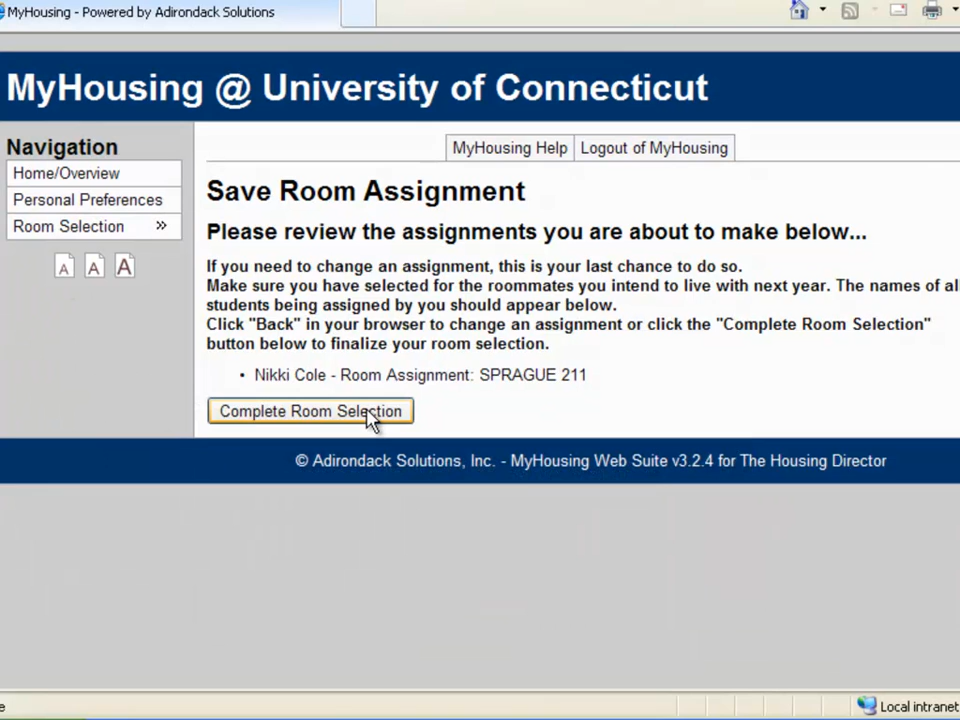 MyHousing - Powered by Adirondack Solutions
MyHousing @ University of Connecticut
Navigation
Home/Overview
Personal Preferences
Room Selection »
A A A
MyHousing Help Logout of MyHousing
Save Room Assignment
Please review the assignments you are about to make below...
If you need to change an assignment, this is your last chance to do so.
Make sure you have selected for the roommates you intend to live with next year. The names of all
students being assigned by you should appear below.
Click "Back" in your browser to change an assignment or click the "Complete Room Selection"
button below to finalize your room selection.
• Nikki Cole - Room Assignment: SPRAGUE 211
Complete Room Selection
© Adirondack Solutions, Inc. - MyHousing Web Suite v3.2.4 for The Housing Director
e
Local intranet